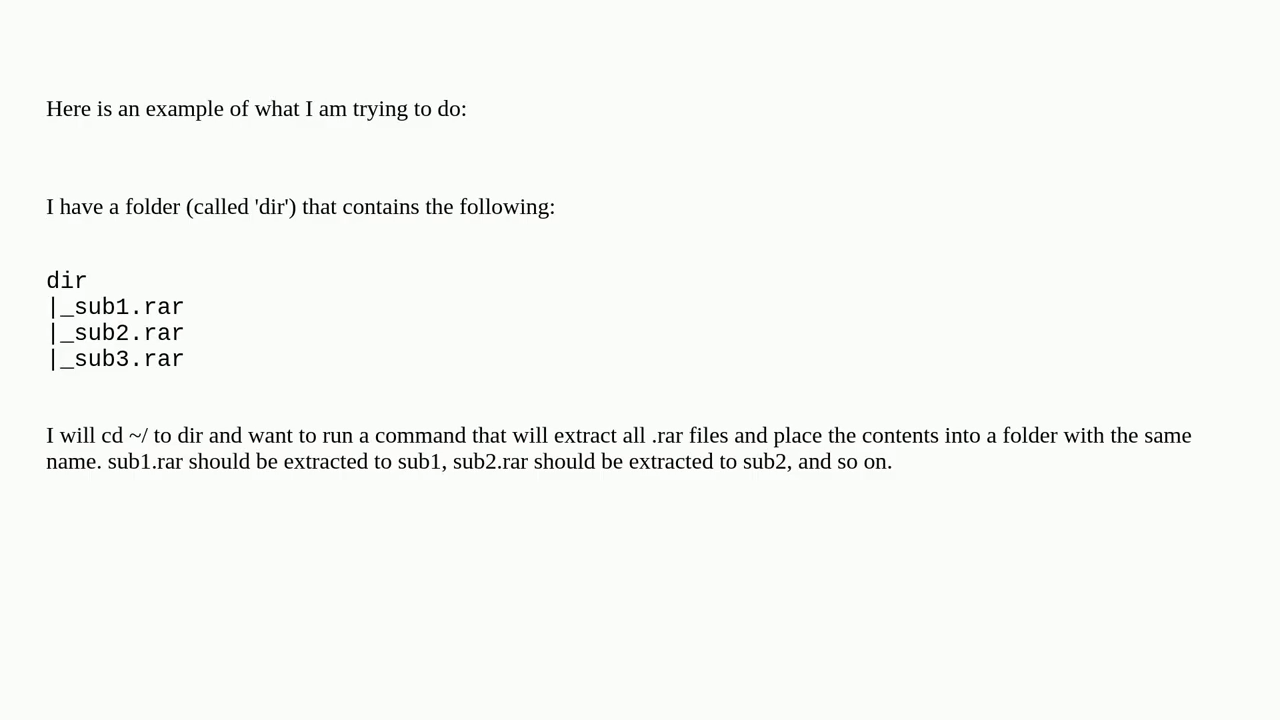 Here is an example of what I am trying to do:
I have a folder (called 'dir') that contains the following:
dir
|_sub1.rar
|_sub2.rar
|_sub3.rar
I will cd ~/ to dir and want to run a command that will extract all .rar files and place the contents into a folder with the same
name. sub1.rar should be extracted to sub1, sub2.rar should be extracted to sub2, and so on.